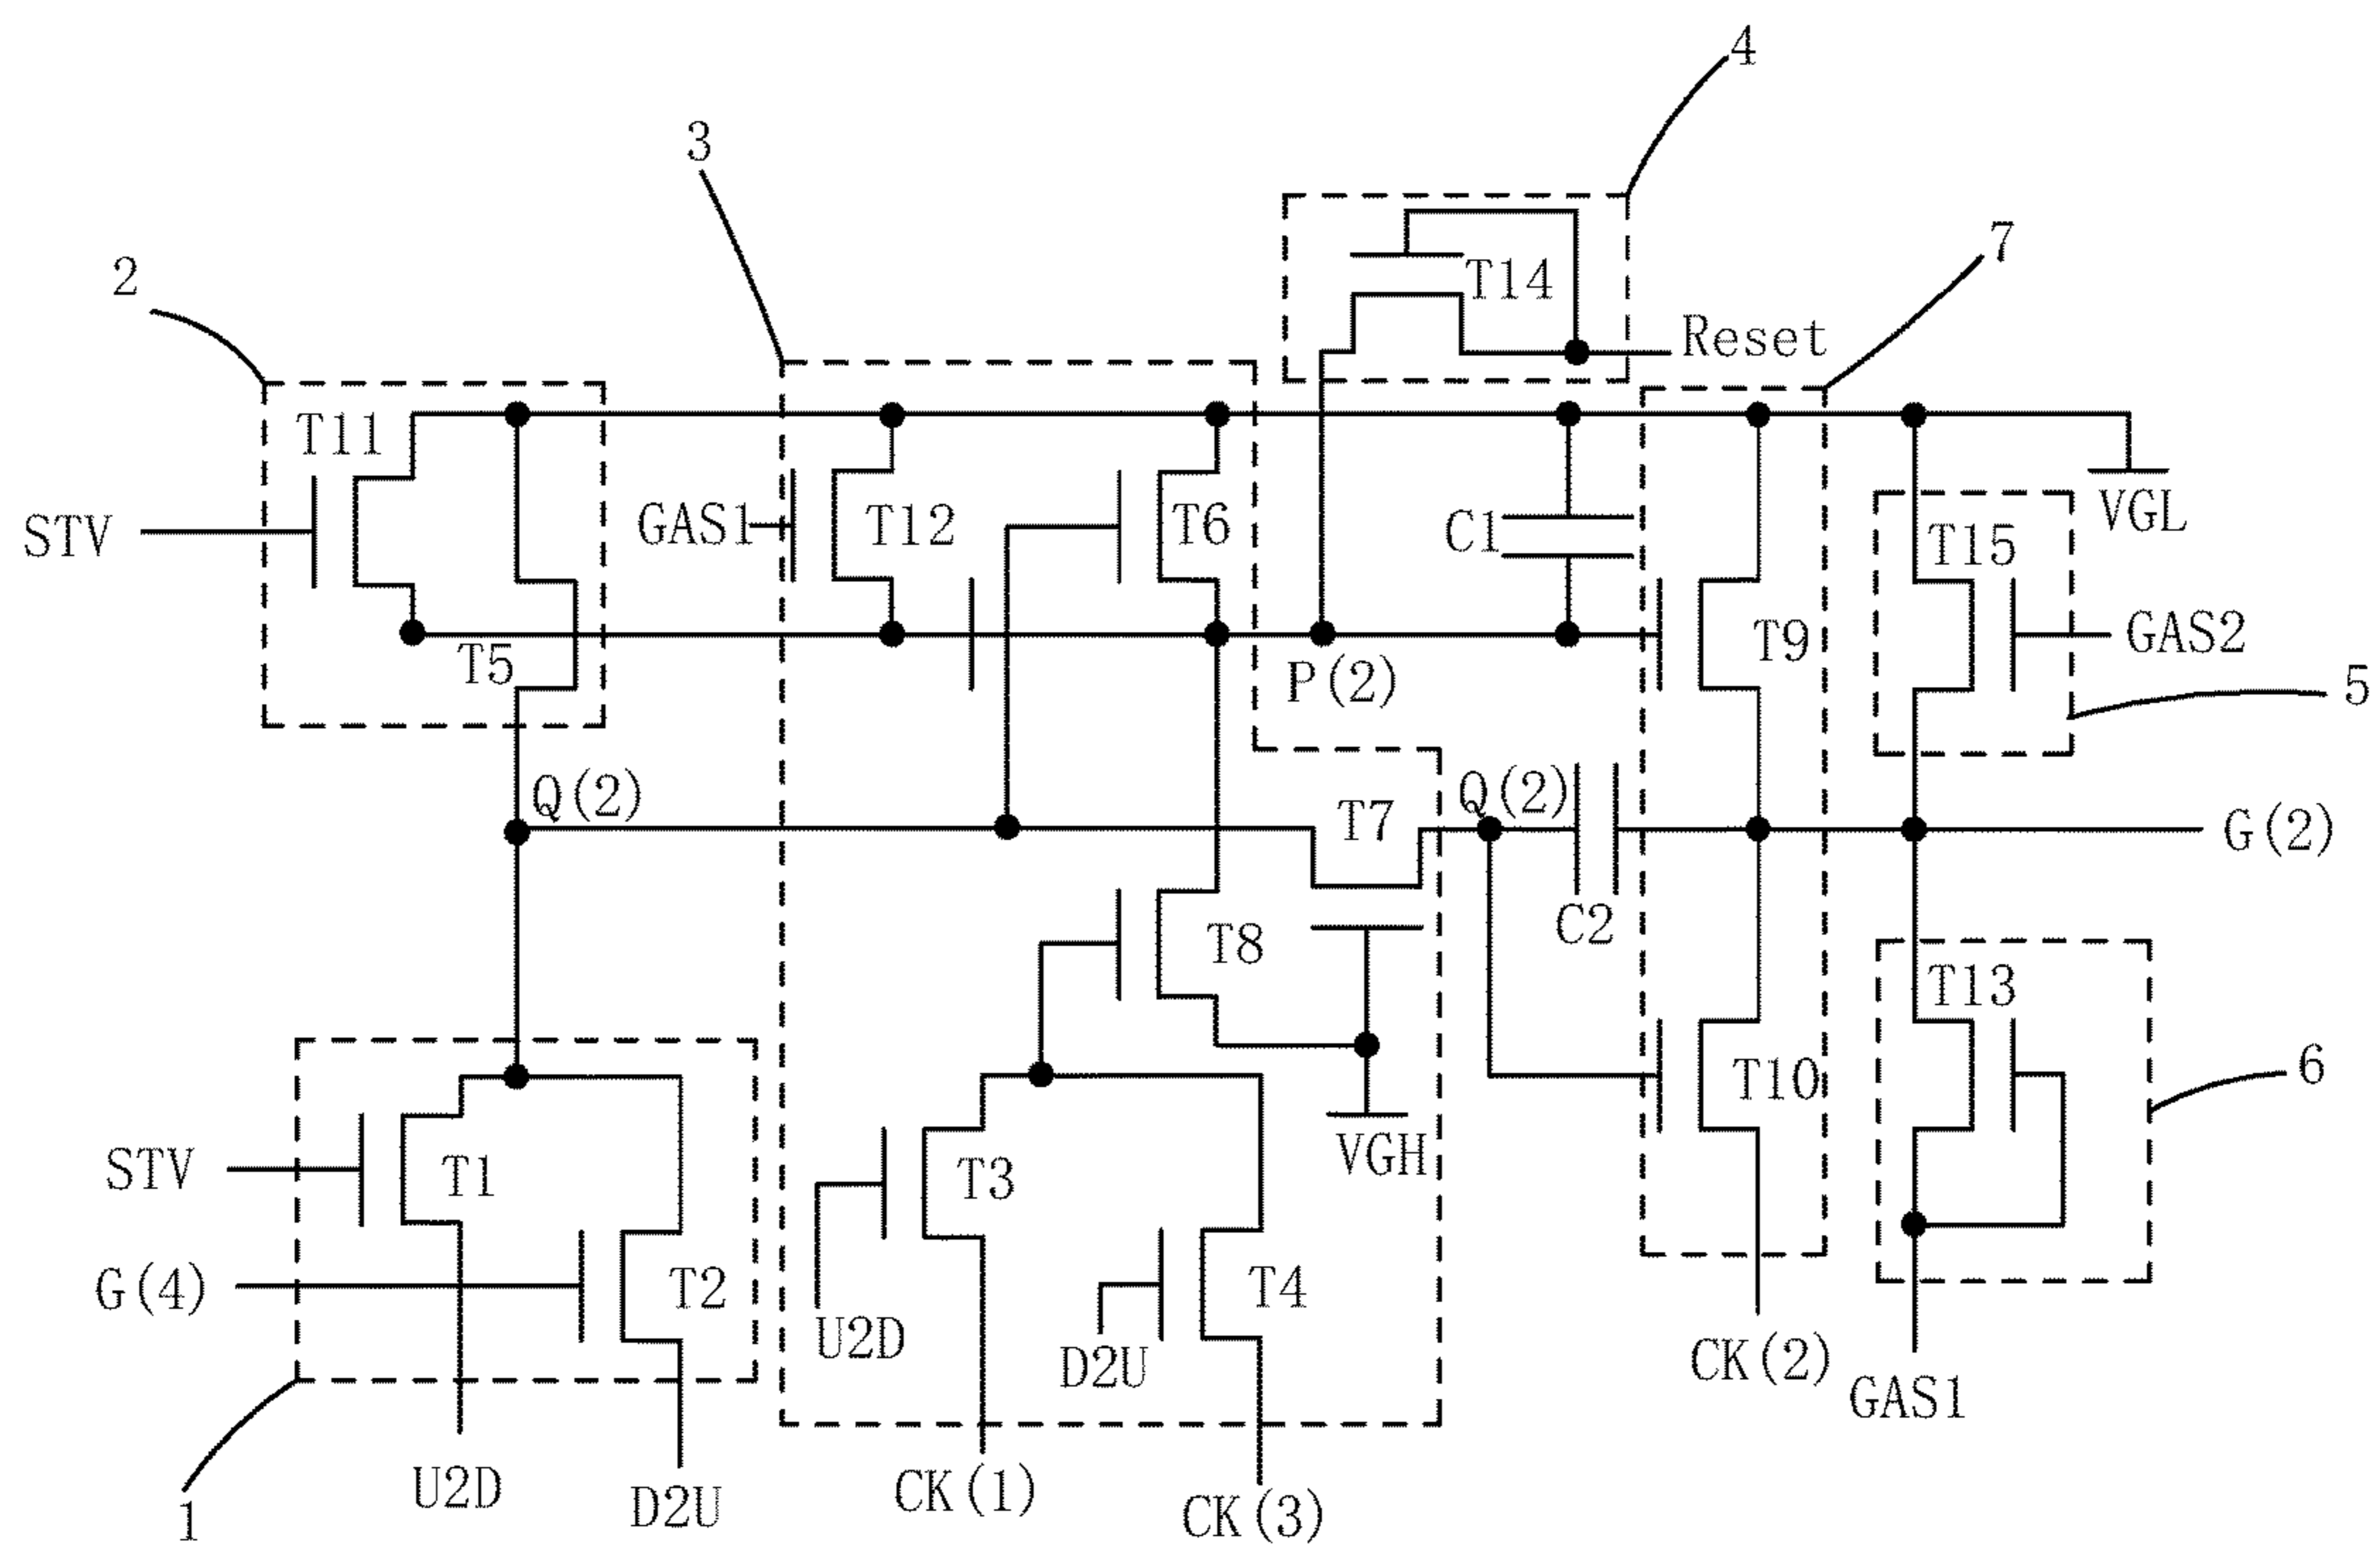 4
3
7
2
T14
Reset
T11
STV
GAS1
T12
T6
C1
VGL
T15
T5
P(2)
T9
GAS2
5
Q(2)
T7
Q(2)
G(2)
T8
C2
T13
STV
T1
T3
VGH
T10
6
G(4)
T2
U2D
T4
D2U
CK(2)
GAS1
1
U2D
D2U
CK(1)
CK(3)